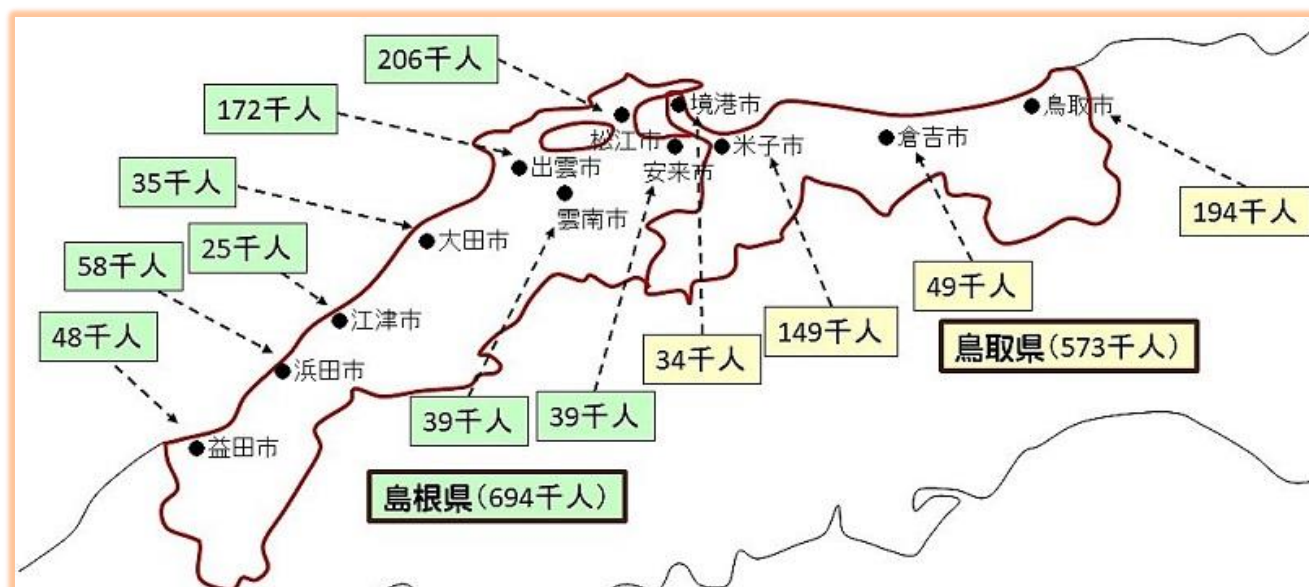 206千人
172千人
35千人
25千人
58千人
48千人
境港市
鳥取市
松江市
米子市
倉吉市
出雲市
安来市
雲南市
大田市
江津市
浜田市
益田市
194千人
49千人
149千人
34千人
39千人
39千人
鳥取県(573千人)
島根県(694千人)